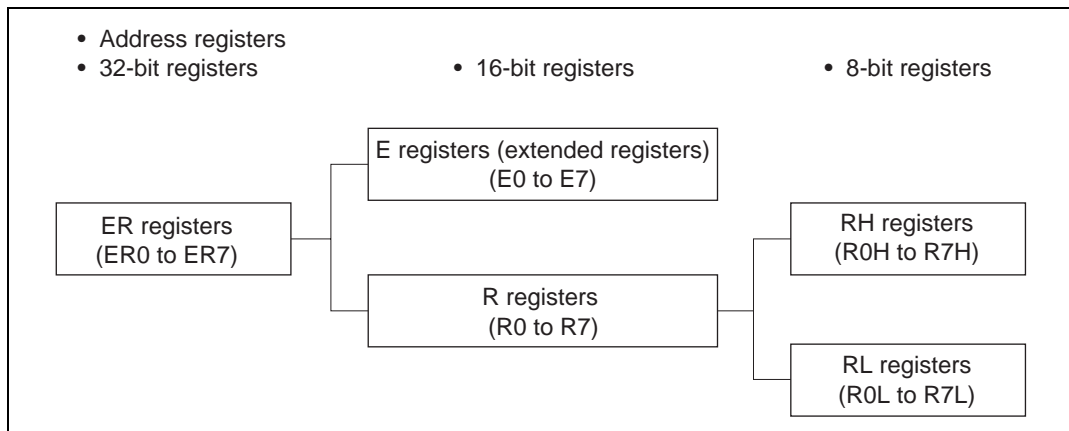 • Address registers
• 32-bit registers
• 16-bit registers
• 8-bit registers
E registers (extended registers)
(E0 to E7)
ER registers
(ER0 to ER7)
RH registers
(R0H to R7H)
R registers
(R0 to R7)
RL registers
(R0L to R7L)